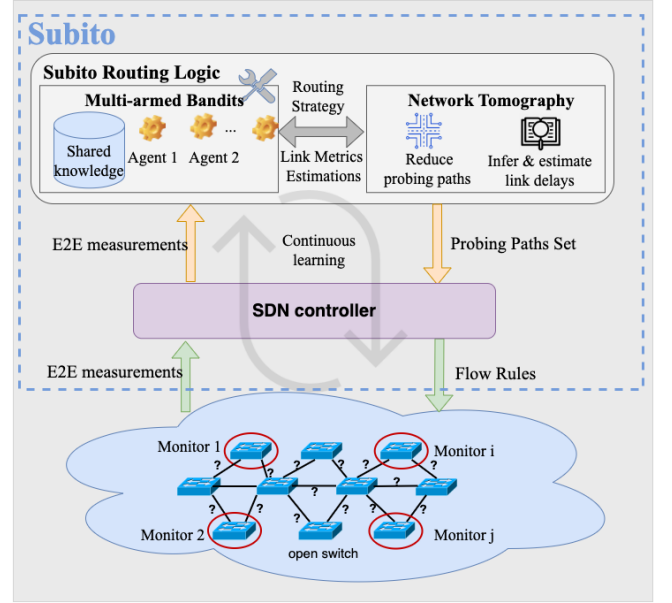 Subito
Subito Routing Logic
Multi-armed Bandits
Shared
knowledge
Agent 1
Agent 2
...
Routing
Strategy
Link Metrics
Estimations
Network Tomography
Reduce
probing paths
Infer & estimate
link delays
E2E measurements
Continuous
learning
Probing Paths Set
SDN controller
E2E measurements
Flow Rules
Monitor 1
Monitor i
?
?
?
?
?
?
?
?
?
?
?
?
?
?
Monitor 2
Monitor j
open switch